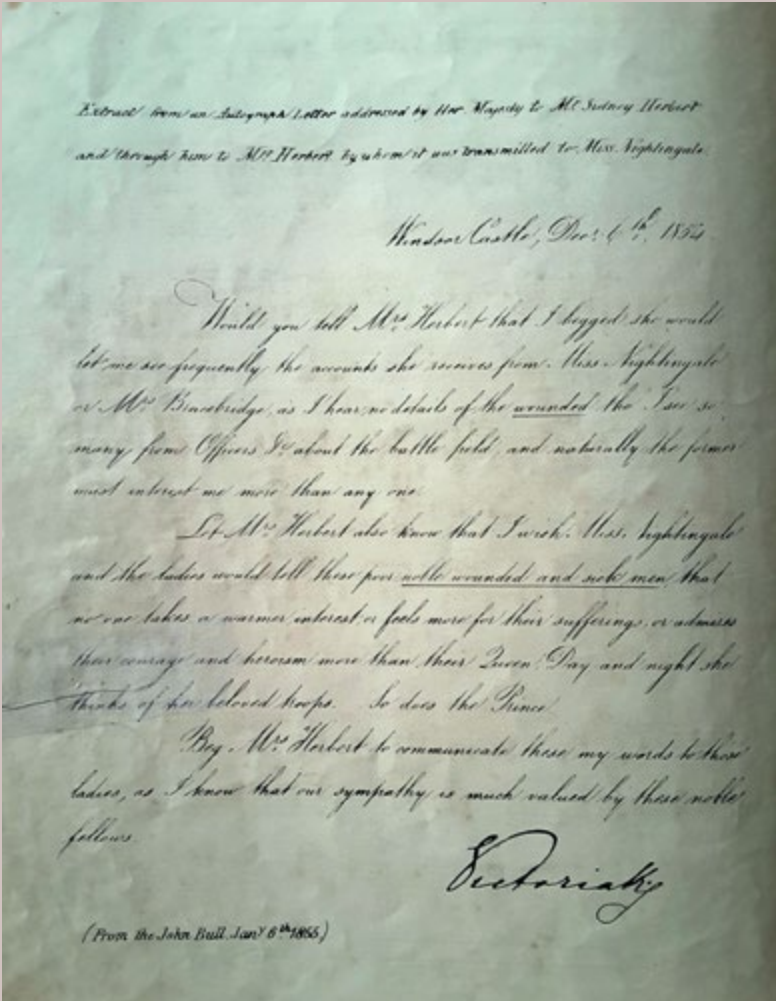 Extract from an Autograph Letter addressed by Her Majesty to Mr Sidney Herbert
and through him to Mrs Herbert by whom it was transmitted to Miss Nightingale.
Windsor Castle, Decr. 6th, 1854
Would you tell Mrs Herbert that I begged she would
let me see frequently the accounts she receives from Miss Nightingale
or Mrs Bracebridge, as I hear no details of the wounded tho' I see so
many from Officers &c about the battle field, and naturally the former
must interest me more than any one.
Let Mrs Herbert also know that I wish Miss Nightingale
and the ladies would tell these poor noble wounded and sick men that
no one takes a warmer interest or feels more for their sufferings, or admires
their courage and heroism more than their Queen. Day and night she
thinks of her beloved troops. So does the Prince.
Beg Mrs Herbert to communicate these my words to those
ladies, as I know that our sympathy is much valued by these noble
fellows.
Victoria R
(From the John Bull, Jany 6th 1855)